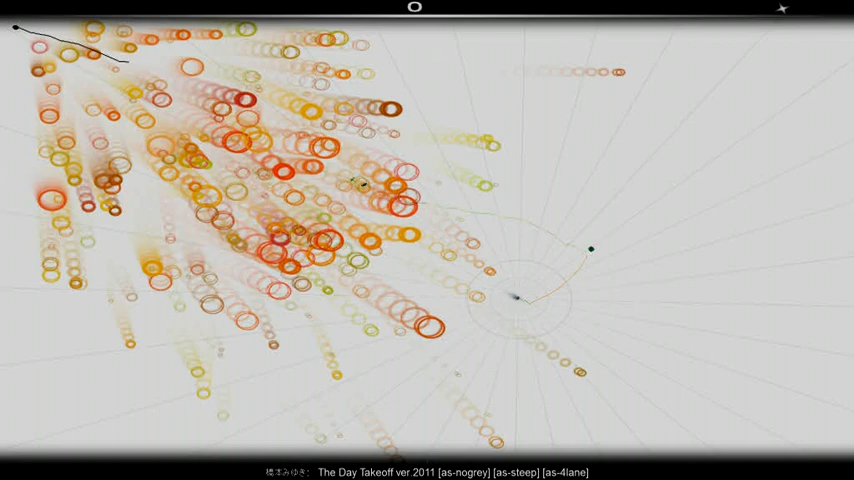 0
橋本みゆき: The Day Takeoff ver.2011 [as-nogrey] [as-steep] [as-4lane]